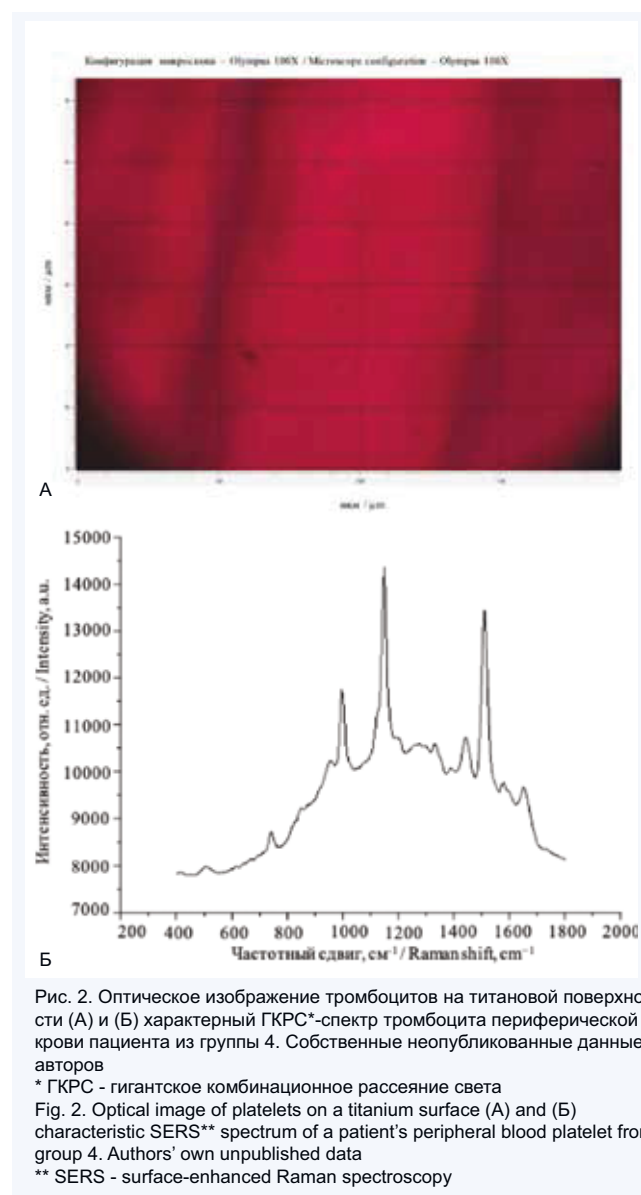 Конфигурация микроскопа - Olympus 100X / Microscope configuration - Olympus 100X
мкм / µm
мкм / µm
А
15000
14000
13000
12000
11000
10000
9000
8000
7000
Интенсивность, отн. ед. / Intensity, a.u.
200 400 600 800 1000 1200 1400 1600 1800 2000
Частотный сдвиг, см⁻¹ / Raman shift, cm⁻¹
Б
Рис. 2. Оптическое изображение тромбоцитов на титановой поверхно
сти (А) и (Б) характерный ГКРС*-спектр тромбоцита периферической
крови пациента из группы 4. Собственные неопубликованные данные
авторов
* ГКРС - гигантское комбинационное рассеяние света
Fig. 2. Optical image of platelets on a titanium surface (А) and (Б)
characteristic SERS** spectrum of a patient's peripheral blood platelet from
group 4. Authors' own unpublished data
** SERS - surface-enhanced Raman spectroscopy